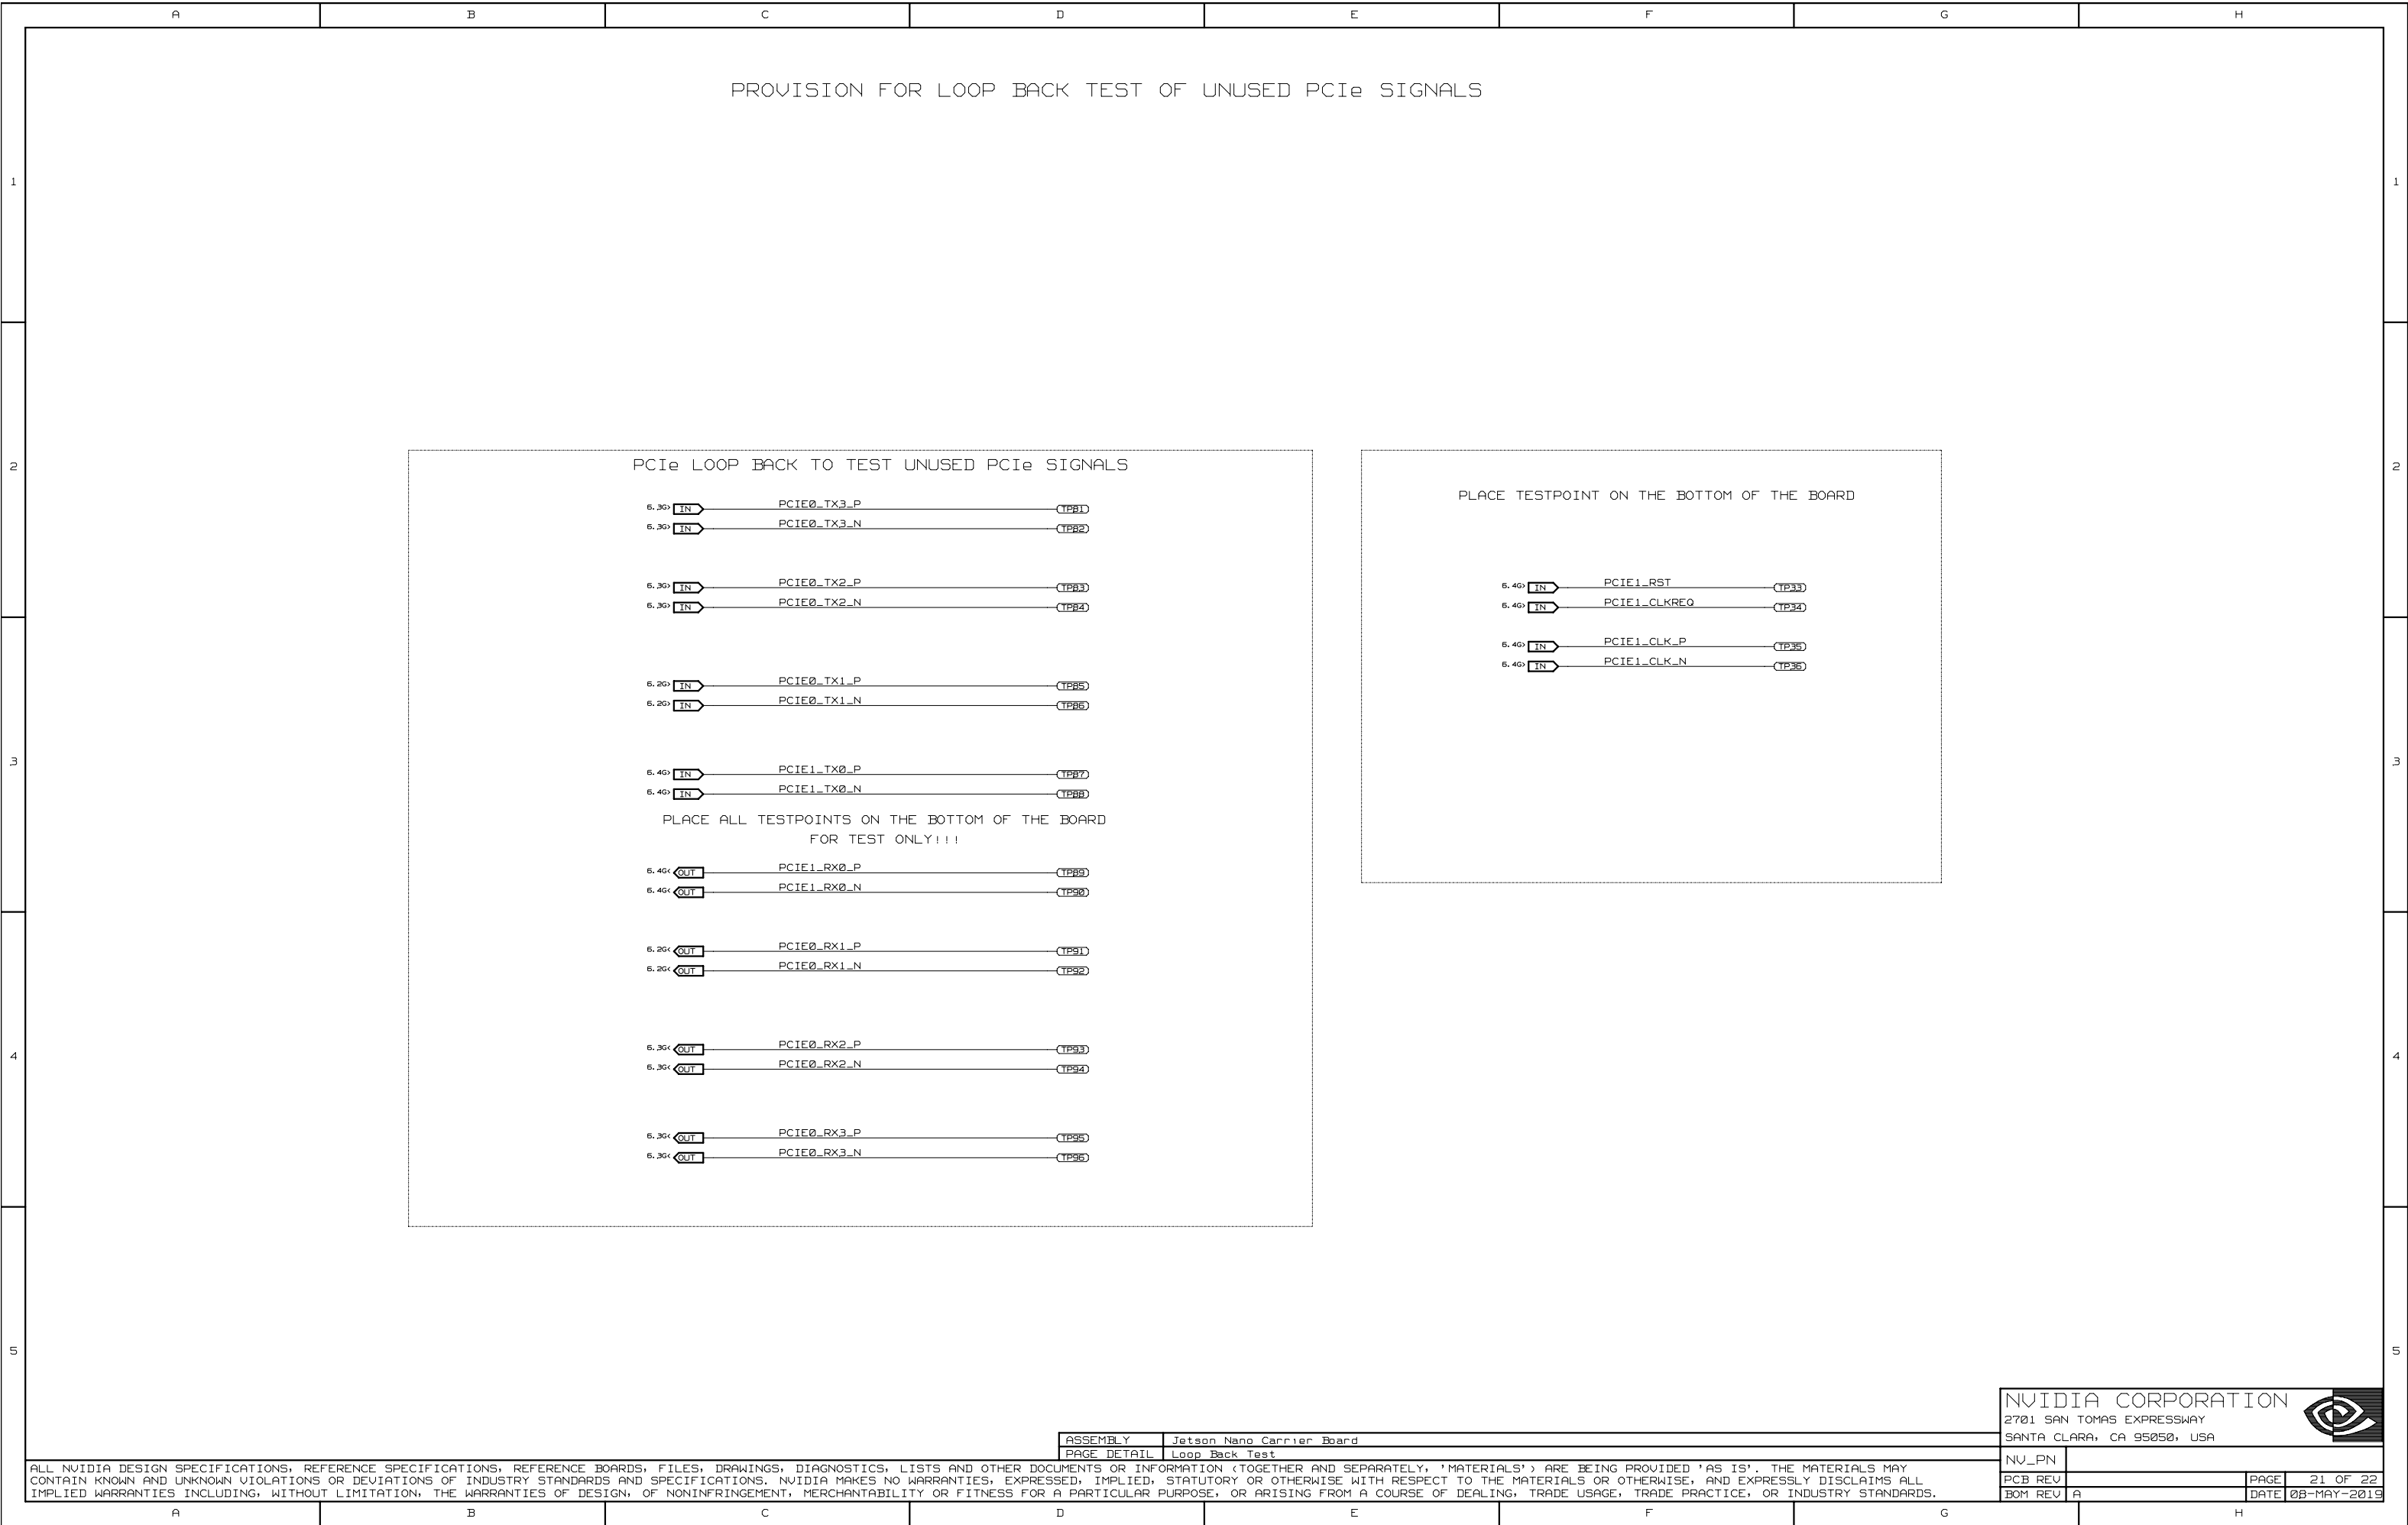 A B C D E F G H
PROVISION FOR LOOP BACK TEST OF UNUSED PCIe SIGNALS
1 1
2 2
PCIe LOOP BACK TO TEST UNUSED PCIe SIGNALS
6.3G> IN PCIE0_TX3_P TP81
6.3G> IN PCIE0_TX3_N TP82
6.3G> IN PCIE0_TX2_P TP83
6.3G> IN PCIE0_TX2_N TP84
6.2G> IN PCIE0_TX1_P TP85
6.2G> IN PCIE0_TX1_N TP86
6.4G> IN PCIE1_TX0_P TP87
6.4G> IN PCIE1_TX0_N TP88
PLACE ALL TESTPOINTS ON THE BOTTOM OF THE BOARD
FOR TEST ONLY!!!
6.4G< OUT PCIE1_RX0_P TP89
6.4G< OUT PCIE1_RX0_N TP90
6.2G< OUT PCIE0_RX1_P TP91
6.2G< OUT PCIE0_RX1_N TP92
6.3G< OUT PCIE0_RX2_P TP93
6.3G< OUT PCIE0_RX2_N TP94
6.3G< OUT PCIE0_RX3_P TP95
6.3G< OUT PCIE0_RX3_N TP96
PLACE TESTPOINT ON THE BOTTOM OF THE BOARD
6.4G> IN PCIE1_RST TP33
6.4G> IN PCIE1_CLKREQ TP34
6.4G> IN PCIE1_CLK_P TP35
6.4G> IN PCIE1_CLK_N TP36
3 3
4 4
5 5
ASSEMBLY Jetson Nano Carrier Board
PAGE DETAIL Loop Back Test
ALL NVIDIA DESIGN SPECIFICATIONS, REFERENCE SPECIFICATIONS, REFERENCE BOARDS, FILES, DRAWINGS, DIAGNOSTICS, LISTS AND OTHER DOCUMENTS OR INFORMATION (TOGETHER AND SEPARATELY, 'MATERIALS') ARE BEING PROVIDED 'AS IS'. THE MATERIALS MAY
CONTAIN KNOWN AND UNKNOWN VIOLATIONS OR DEVIATIONS OF INDUSTRY STANDARDS AND SPECIFICATIONS. NVIDIA MAKES NO WARRANTIES, EXPRESSED, IMPLIED, STATUTORY OR OTHERWISE WITH RESPECT TO THE MATERIALS OR OTHERWISE, AND EXPRESSLY DISCLAIMS ALL
IMPLIED WARRANTIES INCLUDING, WITHOUT LIMITATION, THE WARRANTIES OF DESIGN, OF NONINFRINGEMENT, MERCHANTABILITY OR FITNESS FOR A PARTICULAR PURPOSE, OR ARISING FROM A COURSE OF DEALING, TRADE USAGE, TRADE PRACTICE, OR INDUSTRY STANDARDS.
NVIDIA CORPORATION
2701 SAN TOMAS EXPRESSWAY
SANTA CLARA, CA 95050, USA
NV_PN
PCB REV PAGE 21 OF 22
BOM REV A DATE 08-MAY-2019
A B C D E F G H